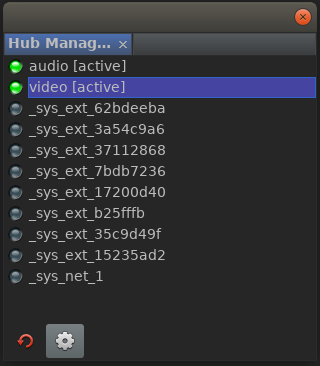 Hub Manag...
audio [active]
video [active]
_sys_ext_62bdeeba
_sys_ext_3a54c9a6
_sys_ext_37112868
_sys_ext_7bdb7236
_sys_ext_17200d40
_sys_ext_b25fffb
_sys_ext_35c9d49f
_sys_ext_15235ad2
_sys_net_1